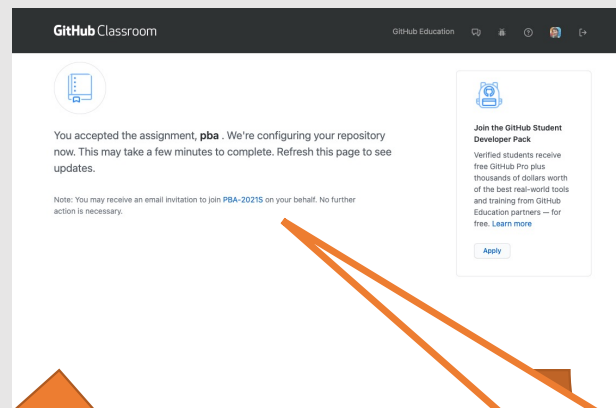 GitHub Classroom
GitHub Education
You accepted the assignment, pba . We're configuring your repository
now. This may take a few minutes to complete. Refresh this page to see
updates.
Note: You may receive an email invitation to join PBA-2021S on your behalf. No further
action is necessary.
Join the GitHub Student
Developer Pack
Verified students receive
free GitHub Pro plus
thousands of dollars worth
of the best real-world tools
and training from GitHub
Education partners — for
free. Learn more
Apply